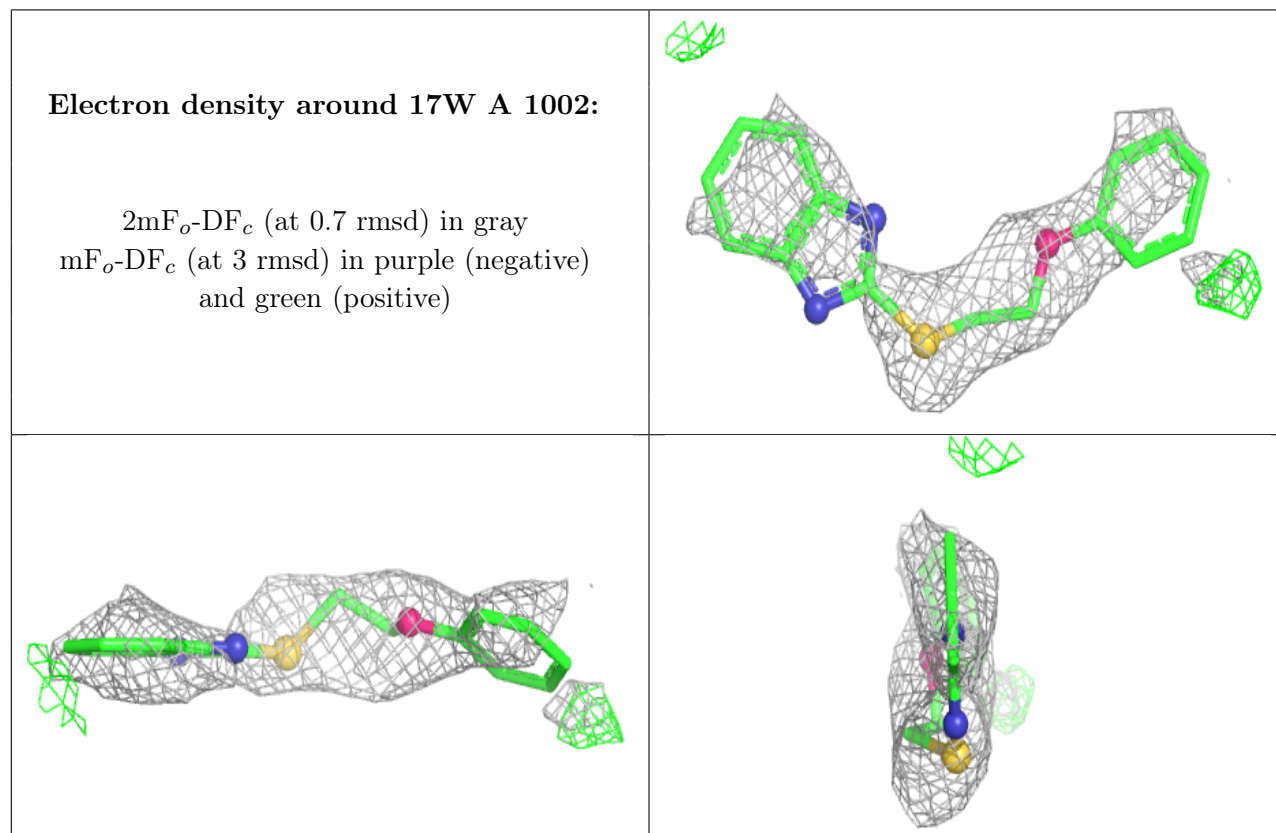 Electron density around 17W A 1002:
2mFo-DFc (at 0.7 rmsd) in gray
mFo-DFc (at 3 rmsd) in purple (negative)
and green (positive)